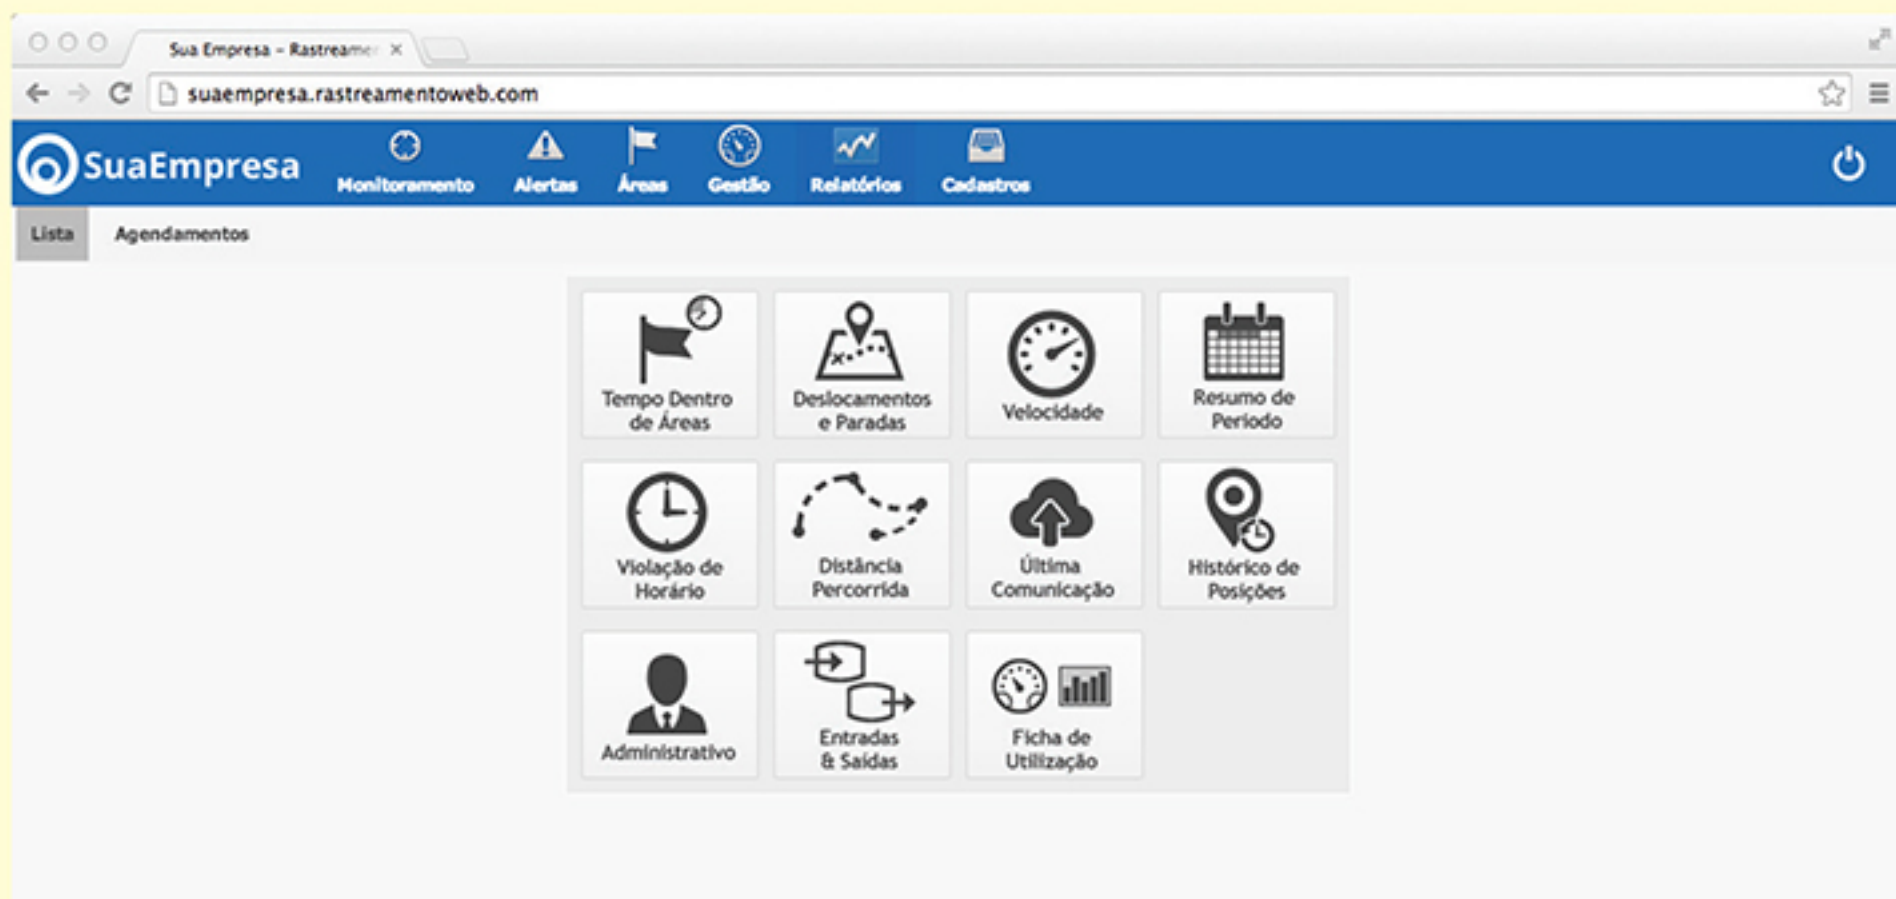 Sua Empresa – Rastreame
suaempresa.rastreamentoweb.com
SuaEmpresa
Monitoramento
Alertas
Áreas
Gestão
Relatórios
Cadastros
Lista
Agendamentos
Tempo Dentro
de Áreas
Deslocamentos
e Paradas
Velocidade
Resumo de
Período
Violação de
Horário
Distância
Percorrida
Última
Comunicação
Histórico de
Posições
Administrativo
Entradas
& Saídas
Ficha de
Utilização